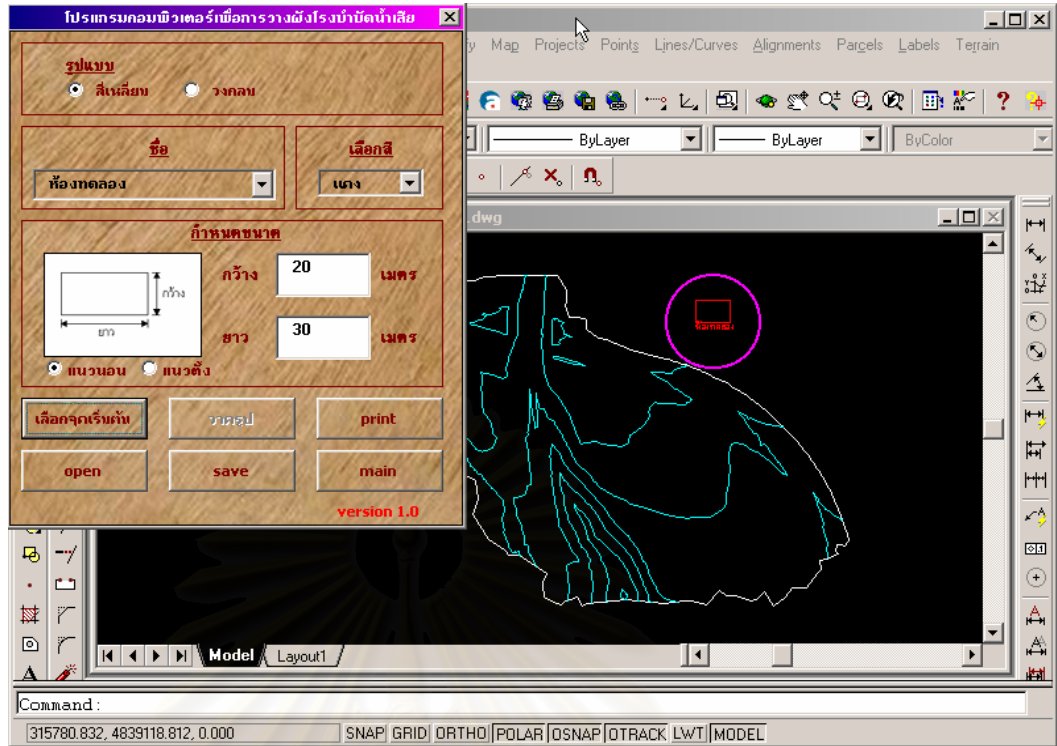 โปรแกรมคอมพิวเตอร์เพื่อการวางผังโรงบำบัดน้ำเสีย
รูปแบบ
สี่เหลี่ยม วงกลม
ชื่อ
ห้องทดลอง
เลือกสี
แดง
กำหนดขนาด
กว้าง 20 เมตร
กว้าง
ยาว
ยาว 30 เมตร
แนวนอน แนวตั้ง
เลือกจุดเริ่มต้น วาดรูป print
open save main
version 1.0
y Map Projects Points Lines/Curves Alignments Parcels Labels Terrain
ByLayer ByLayer ByColor
.dwg
ห้องทดลอง
Model Layout1
Command:
315780.832, 4839118.812, 0.000 SNAP GRID ORTHO POLAR OSNAP OTRACK LWT MODEL